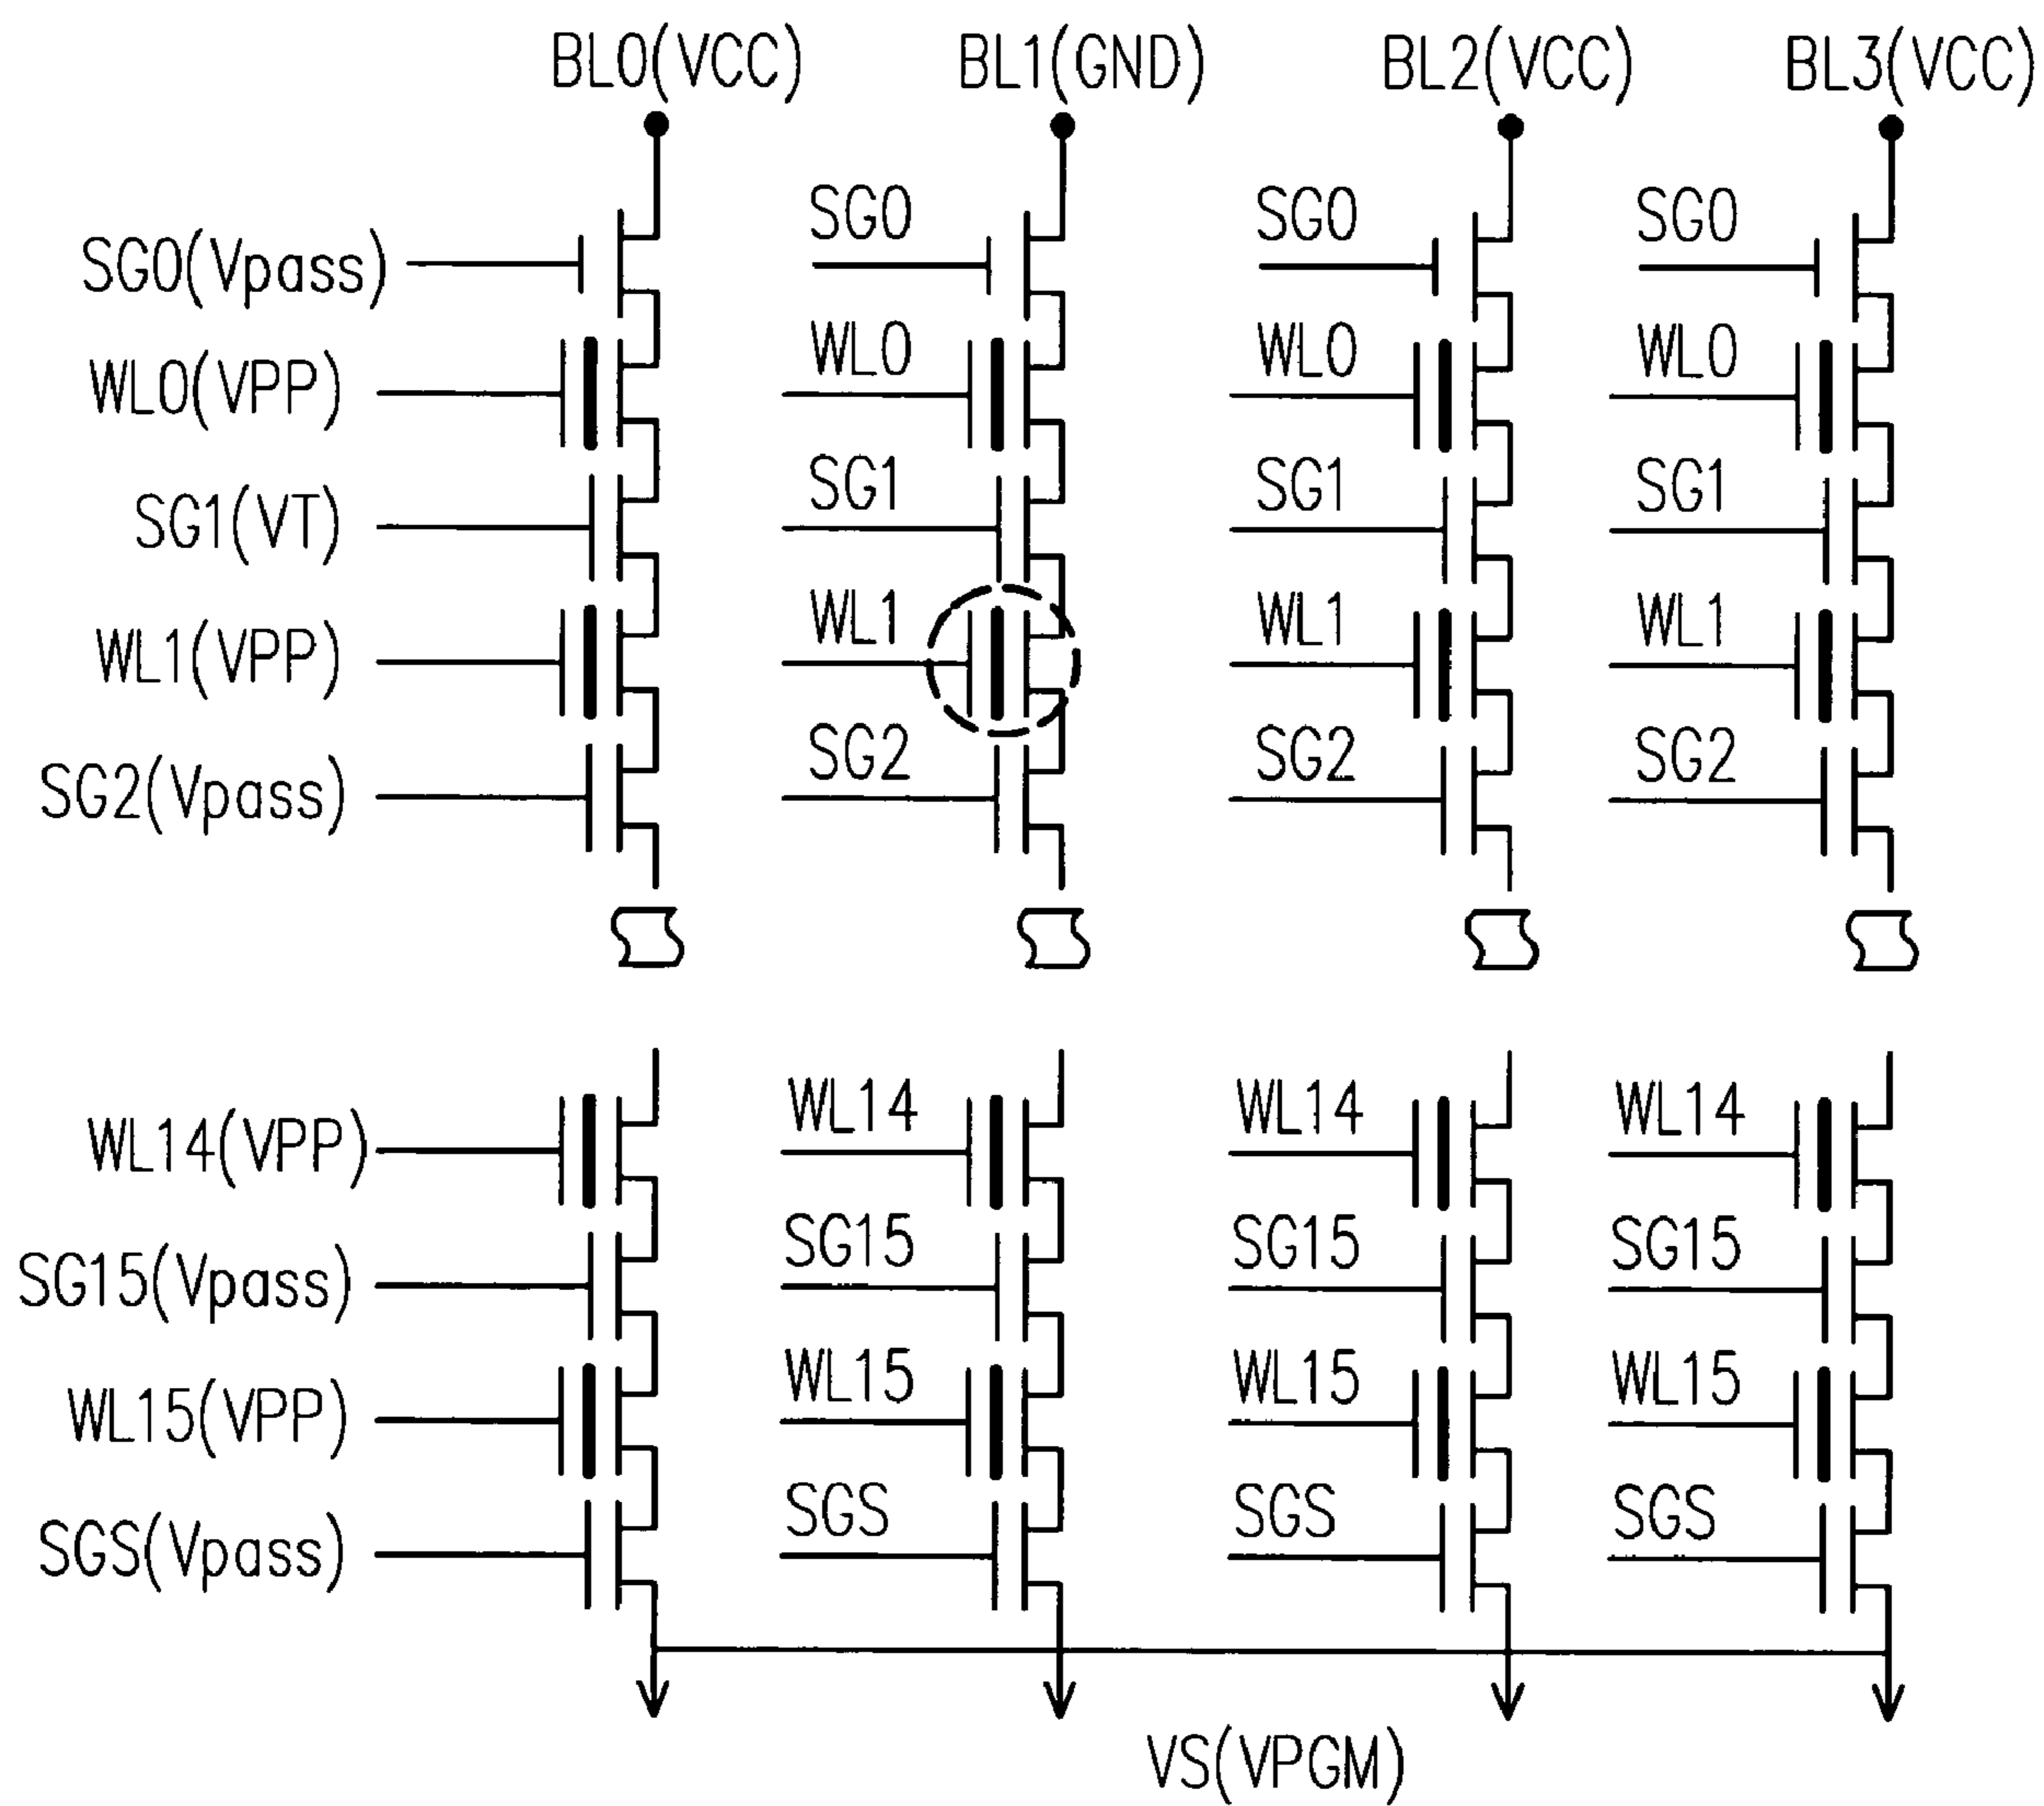 BL0(VCC) BL1(GND) BL2(VCC) BL3(VCC)
SG0(Vpass) SG0 SG0 SG0
WL0(VPP) WL0 WL0 WL0
SG1(VT) SG1 SG1 SG1
WL1(VPP) WL1 WL1 WL1
SG2(Vpass) SG2 SG2 SG2
WL14(VPP) WL14 WL14 WL14
SG15(Vpass) SG15 SG15 SG15
WL15(VPP) WL15 WL15 WL15
SGS(Vpass) SGS SGS SGS
VS(VPGM)